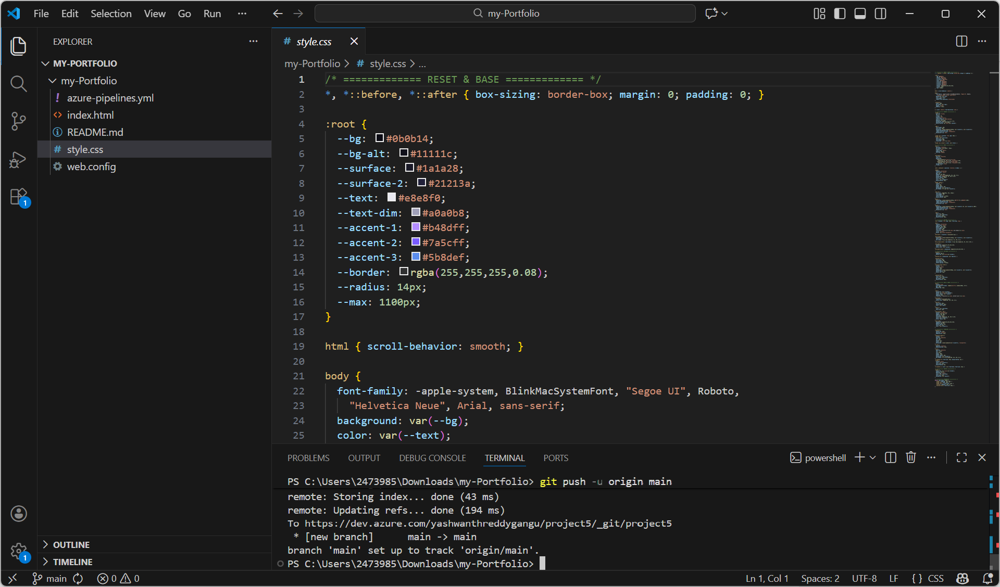 File Edit Selection View Go Run ···
my-Portfolio
EXPLORER
MY-PORTFOLIO
my-Portfolio
! azure-pipelines.yml
<> index.html
README.md
# style.css
web.config
1
OUTLINE
1
TIMELINE
# style.css
my-Portfolio > # style.css > ...
1 /* ============= RESET & BASE ============= */
2 *, *::before, *::after { box-sizing: border-box; margin: 0; padding: 0; }
3
4 :root {
5 --bg: #0b0b14;
6 --bg-alt: #11111c;
7 --surface: #1a1a28;
8 --surface-2: #21213a;
9 --text: #e8e8f0;
10 --text-dim: #a0a0b8;
11 --accent-1: #b48dff;
12 --accent-2: #7a5cff;
13 --accent-3: #5b8def;
14 --border: rgba(255,255,255,0.08);
15 --radius: 14px;
16 --max: 1100px;
17 }
18
19 html { scroll-behavior: smooth; }
20
21 body {
22 font-family: -apple-system, BlinkMacSystemFont, "Segoe UI", Roboto,
23 "Helvetica Neue", Arial, sans-serif;
24 background: var(--bg);
25 color: var(--text);
PROBLEMS OUTPUT DEBUG CONSOLE TERMINAL PORTS
powershell
PS C:\Users\2473985\Downloads\my-Portfolio> git push -u origin main
remote: Storing index... done (43 ms)
remote: Updating refs... done (194 ms)
To https://dev.azure.com/yashwanthreddygangu/project5/_git/project5
* [new branch] main -> main
branch 'main' set up to track 'origin/main'.
PS C:\Users\2473985\Downloads\my-Portfolio>
main 0 0
Ln 1, Col 1 Spaces: 2 UTF-8 LF { } CSS